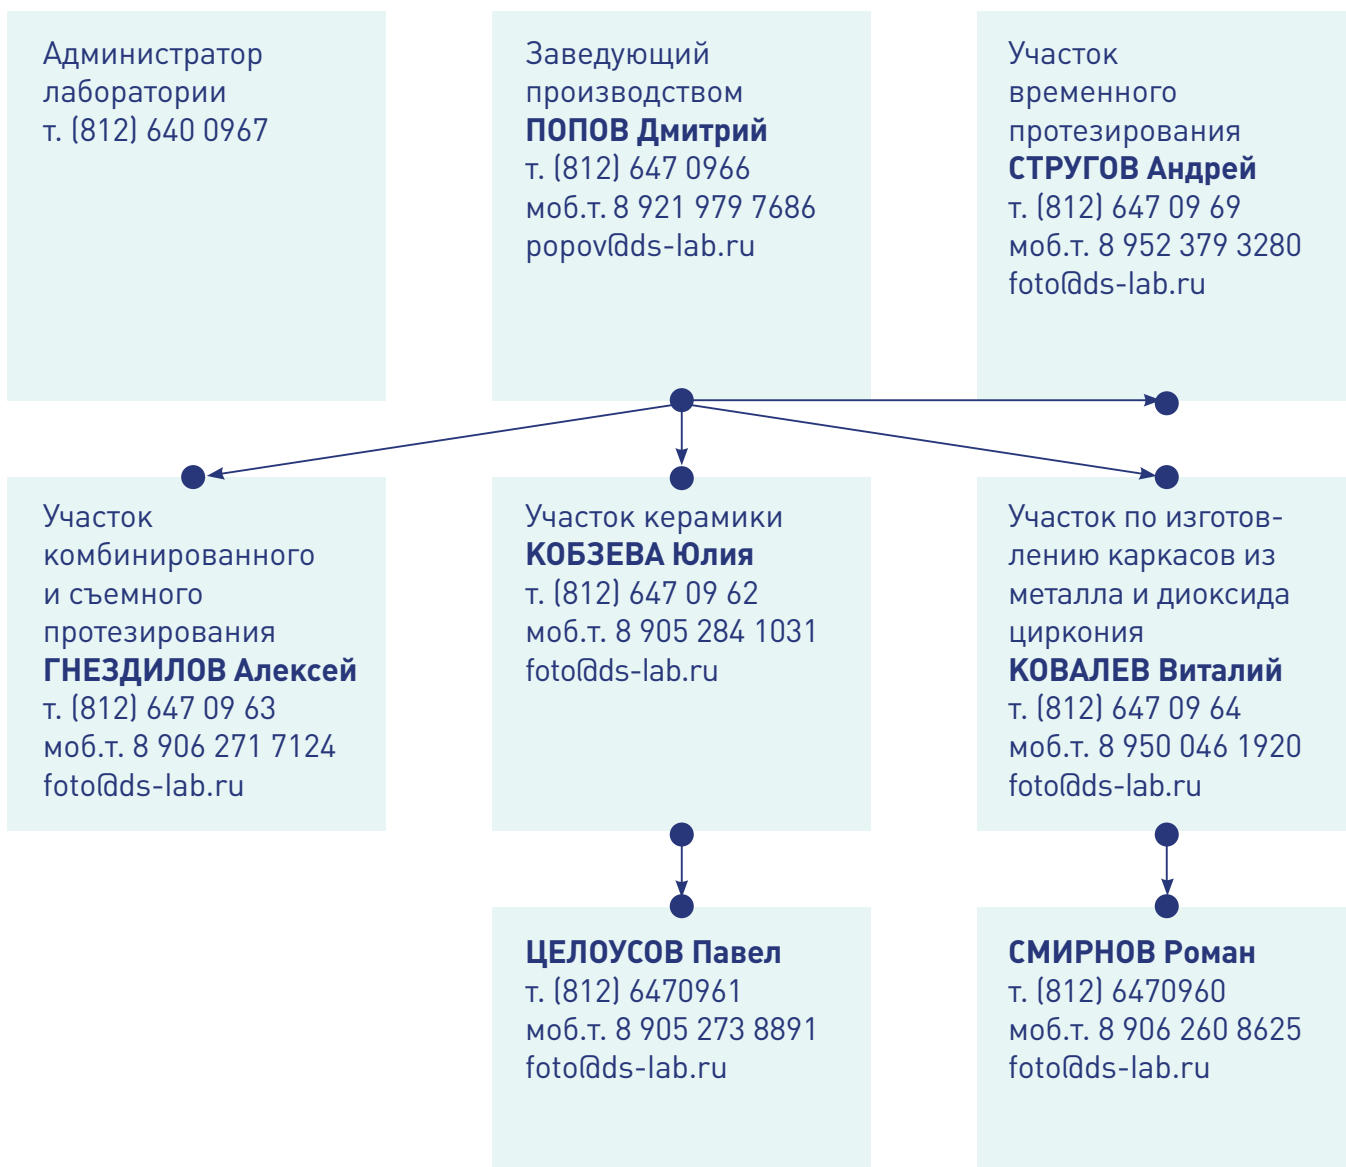 Администратор
лаборатории
т. (812) 640 0967
Заведующий
производством
ПОПОВ Дмитрий
т. (812) 647 0966
моб.т. 8 921 979 7686
popov@ds-lab.ru
Участок
временного
протезирования
СТРУГОВ Андрей
т. (812) 647 09 69
моб.т. 8 952 379 3280
foto@ds-lab.ru
Участок
комбинированного
и съемного
протезирования
ГНЕЗДИЛОВ Алексей
т. (812) 647 09 63
моб.т. 8 906 271 7124
foto@ds-lab.ru
Участок керамики
КОБЗЕВА Юлия
т. (812) 647 09 62
моб.т. 8 905 284 1031
foto@ds-lab.ru
Участок по изготов-
лению каркасов из
металла и диоксида
циркония
КОВАЛЕВ Виталий
т. (812) 647 09 64
моб.т. 8 950 046 1920
foto@ds-lab.ru
ЦЕЛОУСОВ Павел
т. (812) 6470961
моб.т. 8 905 273 8891
foto@ds-lab.ru
СМИРНОВ Роман
т. (812) 6470960
моб.т. 8 906 260 8625
foto@ds-lab.ru